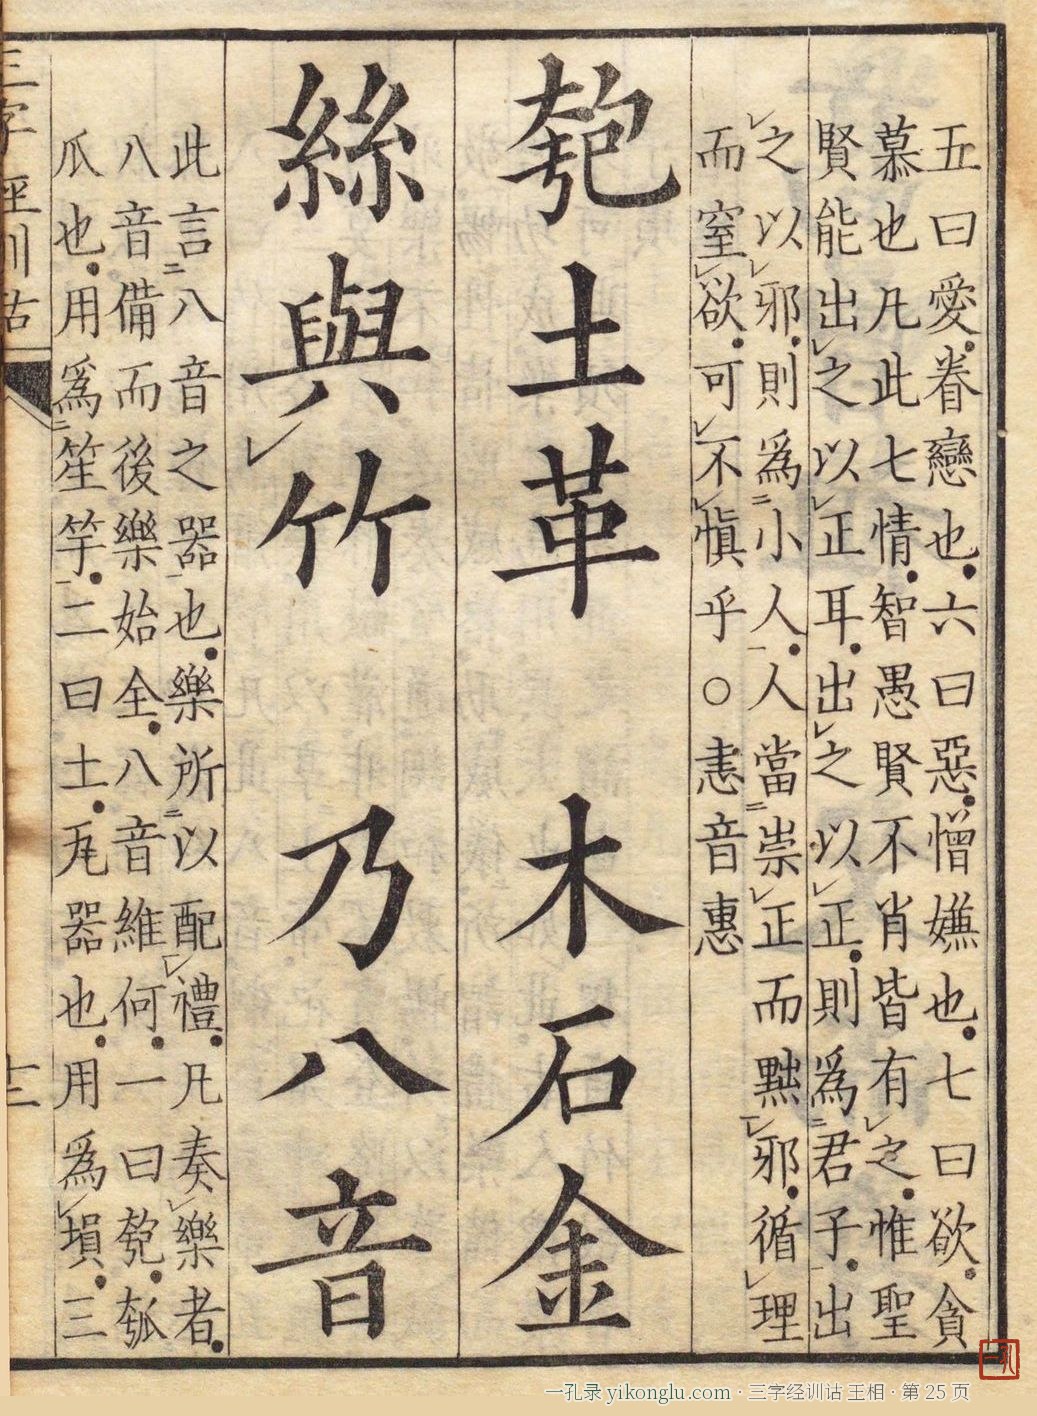 五曰愛眷戀也六曰惡憎嫌也七曰欲貪
慕也凡此七情智愚賢不肖皆有之惟聖
賢能出之以正耳出之以正則爲君子出
之以邪則爲小人人當崇正而黜邪循理
而窒欲可不慎乎○恚音惠
匏土革 木石金
絲與竹 乃八音
此言八音之器也樂所以配禮凡奏樂者
八音備而後樂始全八音維何一曰匏瓠
瓜也用爲笙竽二曰土瓦器也用爲塤三
三字經訓詁
十二
一孔录 yikonglu.com · 三字经训诂 王相 · 第 25 页
一孔